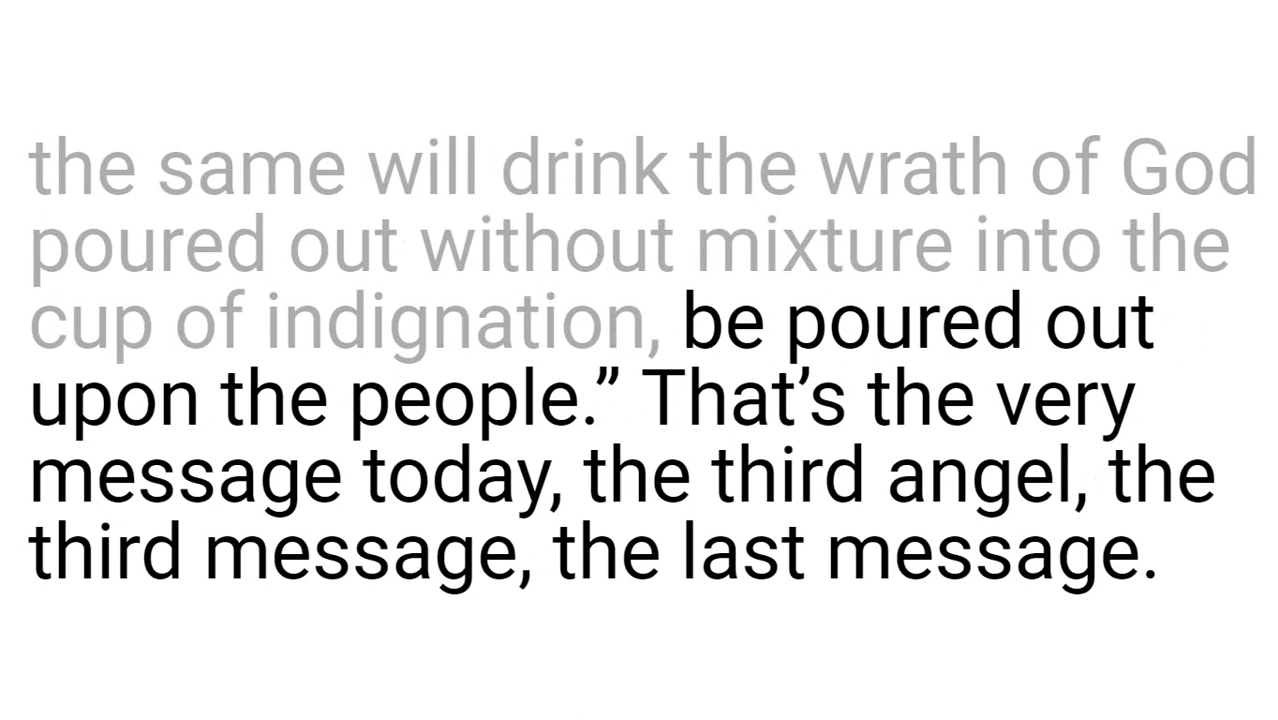 the same will drink the wrath of God
poured out without mixture into the
cup of indignation, be poured out
upon the people.” That’s the very
message today, the third angel, the
third message, the last message.